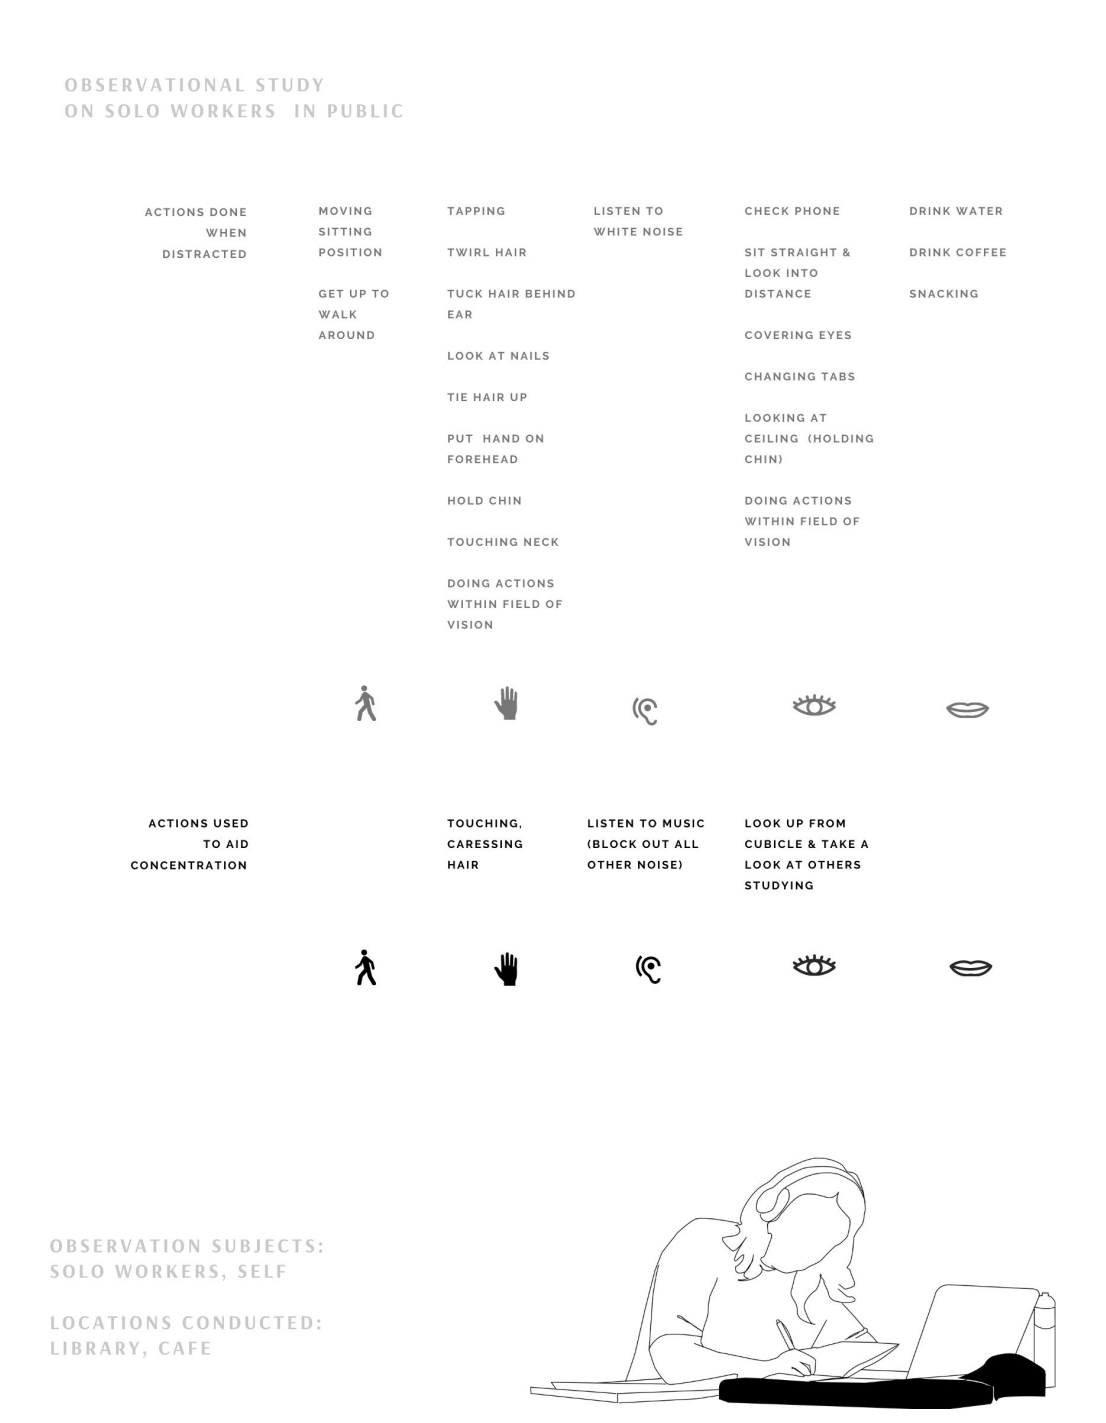 OBSERVATIONAL STUDY
ON SOLO WORKERS IN PUBLIC
ACTIONS DONE
WHEN
DISTRACTED
MOVING
SITTING
POSITION
GET UP TO
WALK
AROUND
TAPPING
TWIRL HAIR
TUCK HAIR BEHIND
EAR
LOOK AT NAILS
TIE HAIR UP
PUT HAND ON
FOREHEAD
HOLD CHIN
TOUCHING NECK
DOING ACTIONS
WITHIN FIELD OF
VISION
LISTEN TO
WHITE NOISE
CHECK PHONE
SIT STRAIGHT &
LOOK INTO
DISTANCE
COVERING EYES
CHANGING TABS
LOOKING AT
CEILING (HOLDING
CHIN)
DOING ACTIONS
WITHIN FIELD OF
VISION
DRINK WATER
DRINK COFFEE
SNACKING
ACTIONS USED
TO AID
CONCENTRATION
TOUCHING,
CARESSING
HAIR
LISTEN TO MUSIC
(BLOCK OUT ALL
OTHER NOISE)
LOOK UP FROM
CUBICLE & TAKE A
LOOK AT OTHERS
STUDYING
OBSERVATION SUBJECTS:
SOLO WORKERS, SELF
LOCATIONS CONDUCTED:
LIBRARY, CAFE